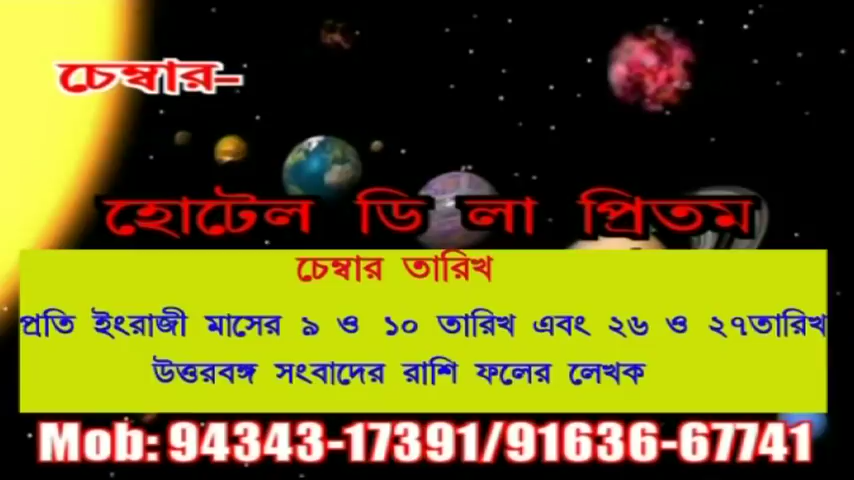 চেম্বার-
হোটেল ডি লা প্রিতম
চেম্বার তারিখ
প্রতি ইংরাজী মাসের ৯ ও ১০ তারিখ এবং ২৬ ও ২৭তারিখ
উত্তরবঙ্গ সংবাদের রাশি ফলের লেখক
Mob: 94343-17391/91636-67741